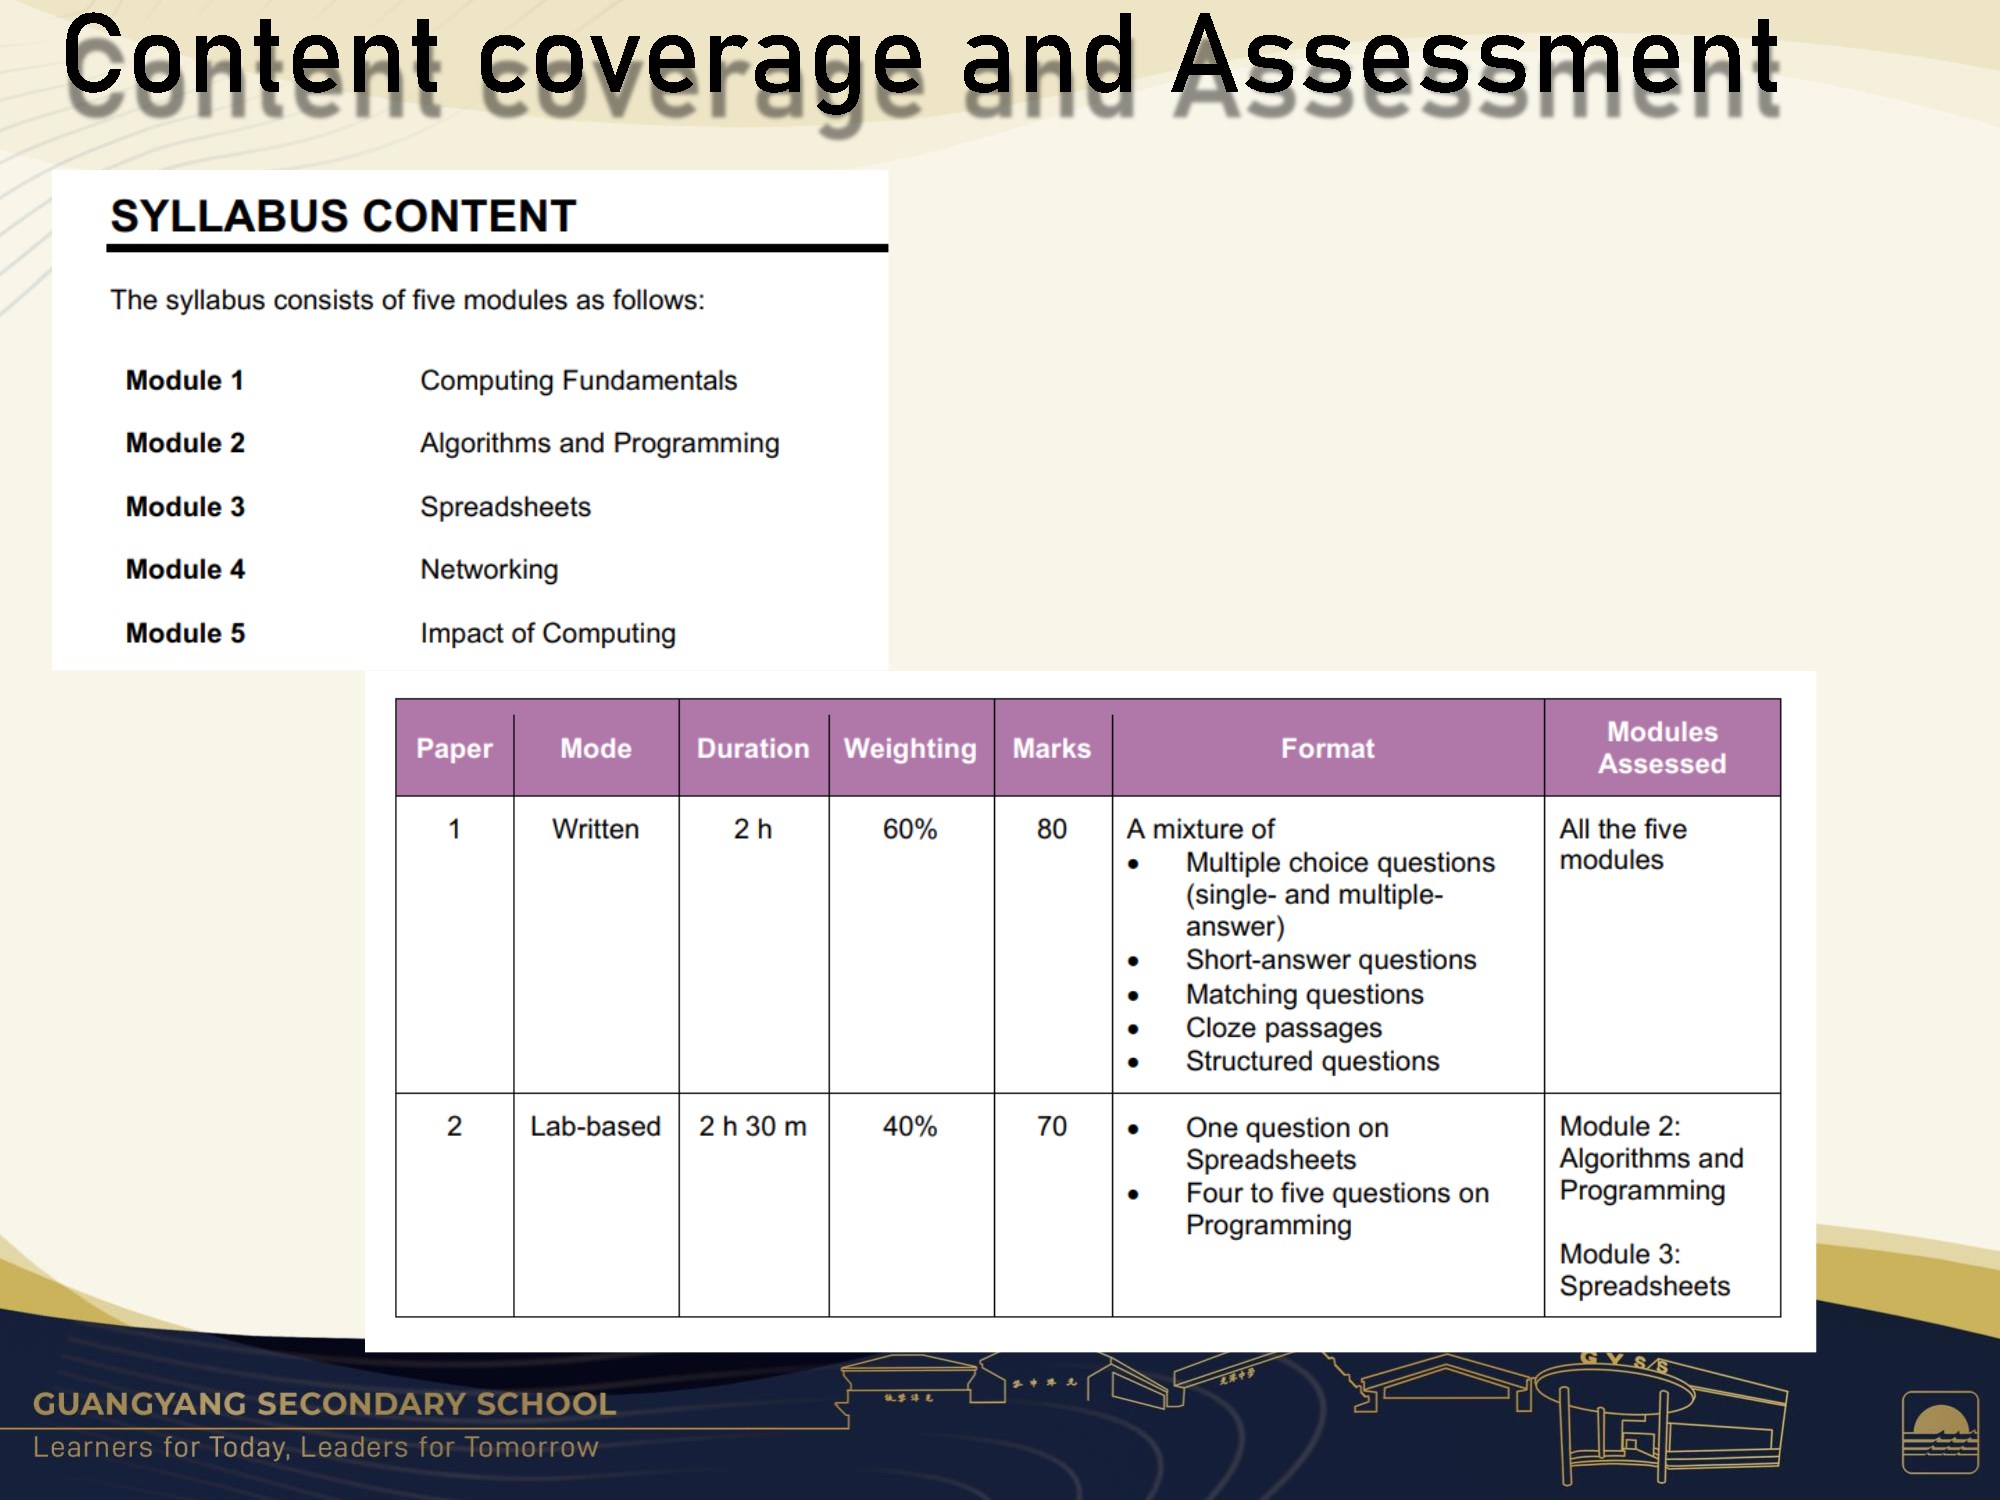 Content coverage and Assessment
SYLLABUS CONTENT
The syllabus consists of five modules as follows:
Module 1 Computing Fundamentals
Module 2 Algorithms and Programming
Module 3 Spreadsheets
Module 4 Networking
Module 5 Impact of Computing
Paper Mode Duration Weighting Marks Format Modules Assessed
1 Written 2 h 60% 80 A mixture of
• Multiple choice questions
(single- and multiple-
answer)
• Short-answer questions
• Matching questions
• Cloze passages
• Structured questions
All the five
modules
2 Lab-based 2 h 30 m 40% 70 • One question on
Spreadsheets
• Four to five questions on
Programming
Module 2:
Algorithms and
Programming
Module 3:
Spreadsheets
GYSS
GUANGYANG SECONDARY SCHOOL
Learners for Today, Leaders for Tomorrow